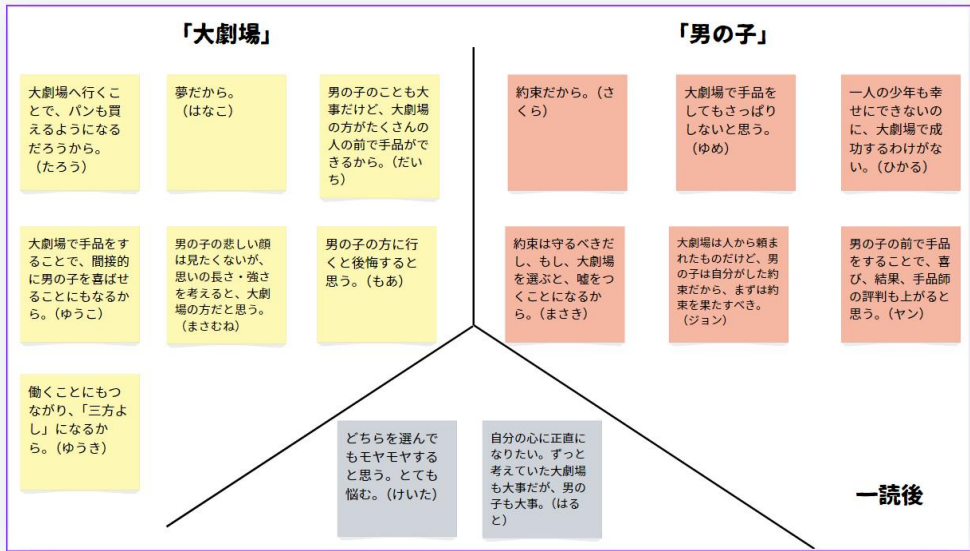 「大劇場」
「男の子」
大劇場へ行くこ
とで、パンも買
えるようになる
だろうから。
（たろう）
夢だから。
（はなこ）
男の子のことも大
事だけど、大劇場
の方がたくさんの
人の前で手品がで
きるから。（だい
ち）
約束だから。（さ
くら）
大劇場で手品を
してもさっぱり
しないと思う。
（ゆめ）
一人の少年も幸
せにできないの
に、大劇場で成
功するわけがな
い。（ひかる）
大劇場で手品をす
ることで、間接的
に男の子を喜ばせ
ることにもなるか
ら。（ゆうこ）
男の子の悲しい顔
は見たくないが、
思いの長さ・強さ
を考えると、大劇
場の方だと思う。
（まさむね）
男の子の方に行
くと後悔すると
思う。（もあ）
約束は守るべきだ
し、もし、大劇場
を選ぶと、嘘をつ
くことになるか
ら。（まさき）
大劇場は人から頼ま
れたものだけど、男
の子は自分がした約
束だから、まずは約
束を果たすべき。
（ジョン）
男の子の前で手品
をすることで、喜
び、結果、手品師
の評判も上がると
思う。（ヤン）
働くことにもつ
ながり、「三方よ
し」になるか
ら。（ゆうき）
どちらを選んで
もモヤモヤする
と思う。とても
悩む。（けいた）
自分の心に正直に
なりたい。ずっと
考えていた大劇場
も大事だが、男の
子も大事。（はる
と）
一読後